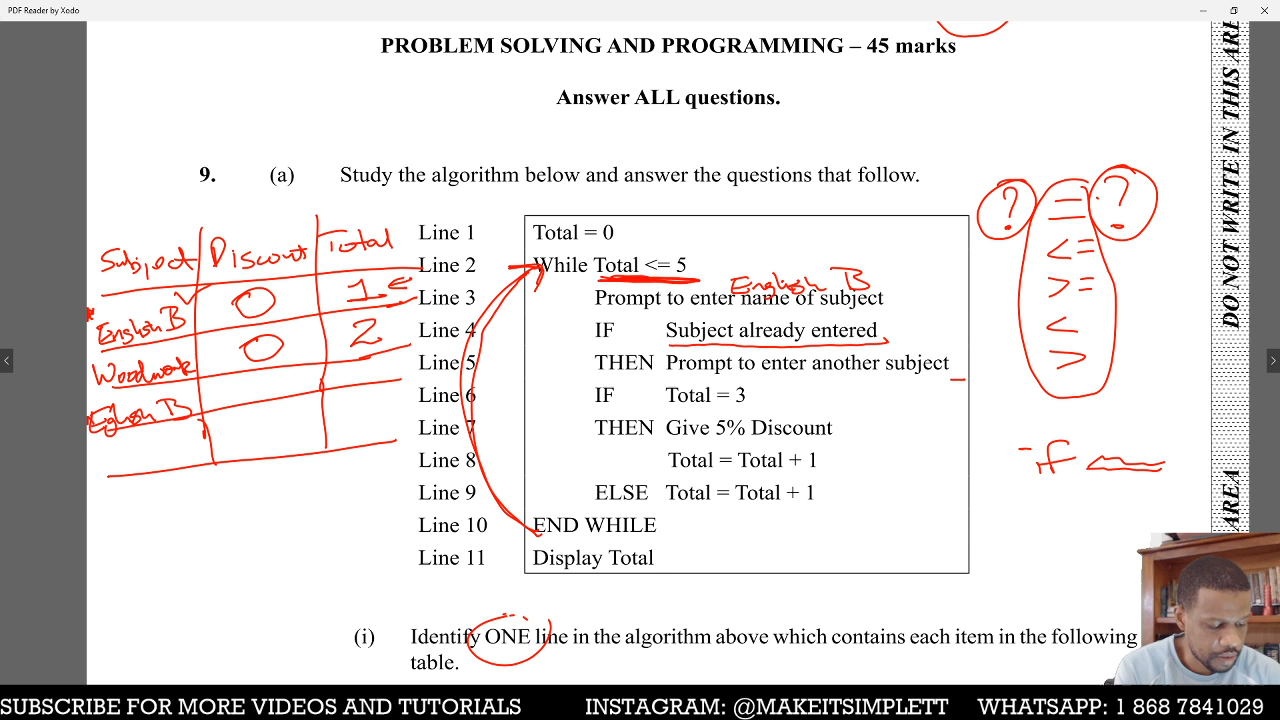 PDF Reader by Xodo
PROBLEM SOLVING AND PROGRAMMING – 45 marks
Answer ALL questions.
9. (a) Study the algorithm below and answer the questions that follow.
Line 1 Total = 0
Line 2 While Total <= 5
English B
Line 3 Prompt to enter name of subject
Line 4 IF Subject already entered
Line 5 THEN Prompt to enter another subject
Line 6 IF Total = 3
Line 7 THEN Give 5% Discount
Line 8 Total = Total + 1
Line 9 ELSE Total = Total + 1
Line 10 END WHILE
Line 11 Display Total
(i) Identify ONE line in the algorithm above which contains each item in the following
table.
Subject Discount Total
English B 0 1
Woodwork 0 2
English B
? = ?
<=
>=
<
>
if
DO NOT WRITE IN THIS ARE
AREA
SUBSCRIBE FOR MORE VIDEOS AND TUTORIALS INSTAGRAM: @MAKEITSIMPLETT WHATSAPP: 1 868 7841029